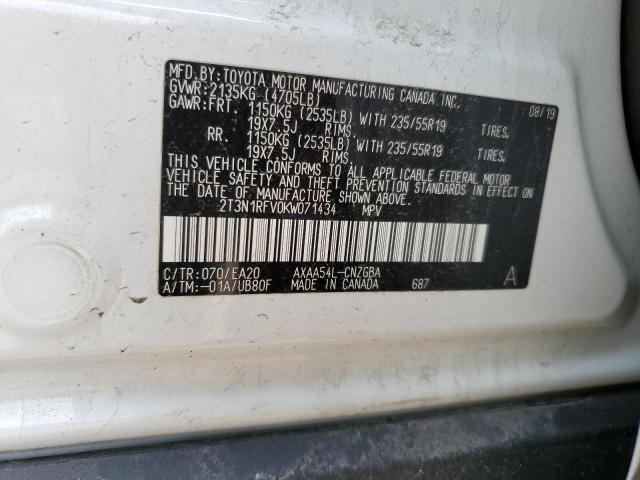 MFD.BY:TOYOTA MOTOR MANUFACTURING CANADA,INC. 08/19
GVWR:2135KG (4705LB)
GAWR:FRT. 1150KG (2535LB) WITH 235/55R19 TIRES.
19X7.5J RIMS.
RR. 1150KG (2535LB) WITH 235/55R19 TIRES.
19X7.5J RIMS.
THIS VEHICLE CONFORMS TO ALL APPLICABLE FEDERAL MOTOR
VEHICLE SAFETY AND THEFT PREVENTION STANDARDS IN EFFECT
ON THE DATE OF MANUFACTURE SHOWN ABOVE.
2T3N1RFV0KW071434 MPV
C/TR:070/EA20 AXAA54L-CNZGBA
A/TM:-01A/UB80F MADE IN CANADA 687 A